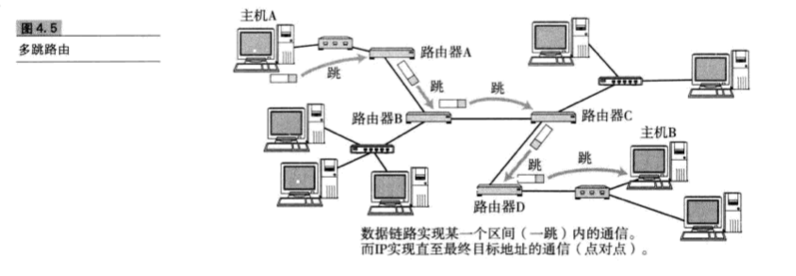 图4.5
多跳路由
主机A
路由器A
跳
跳
跳
路由器B
路由器C
主机B
跳
跳
路由器D
数据链路实现某一个区间（一跳）内的通信。
而IP实现直至最终目标地址的通信（点对点）。